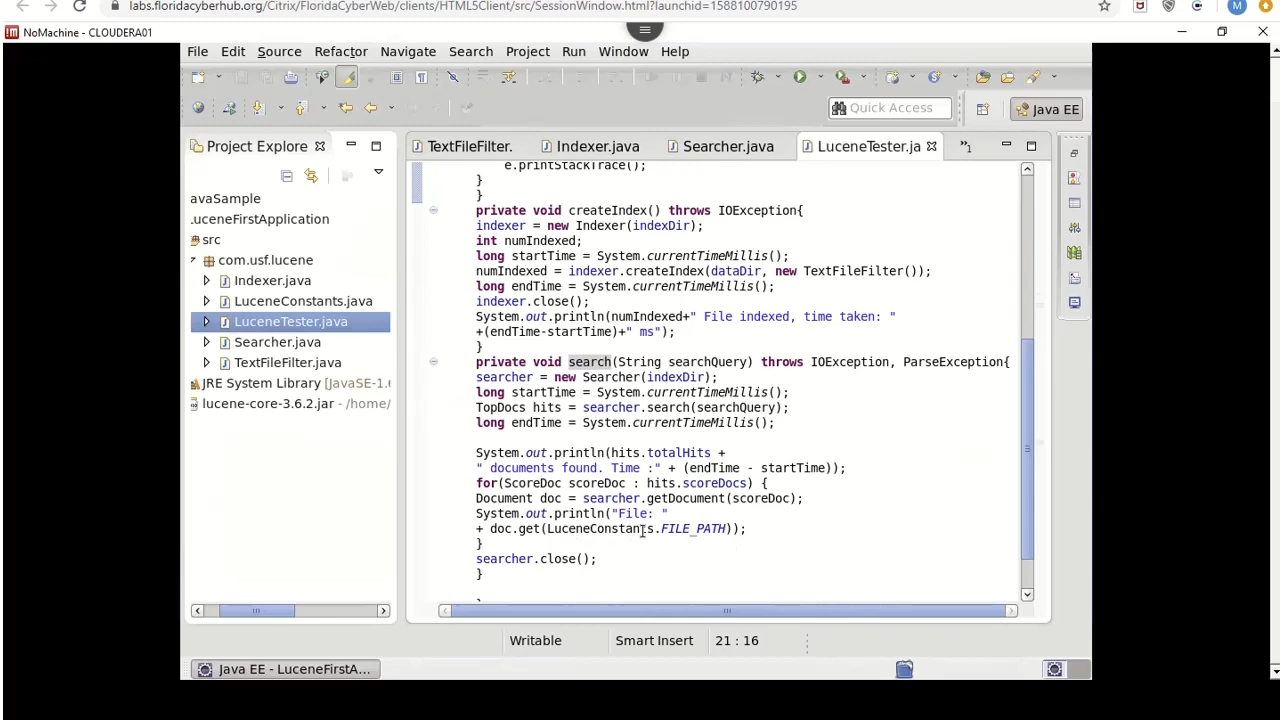 labs.floridacyberhub.org/Citrix/FloridaCyberWeb/clients/HTML5Client/src/SessionWindow.html?launchid=1588100790195
M
NoMachine - CLOUDERA01
File Edit Source Refactor Navigate Search Project Run Window Help
Quick Access
Java EE
Project Explore
TextFileFilter.
Indexer.java
Searcher.java
LuceneTester.ja
»1
avaSample
LuceneFirstApplication
src
com.usf.lucene
Indexer.java
LuceneConstants.java
LuceneTester.java
Searcher.java
TextFileFilter.java
JRE System Library [JavaSE-1.6
lucene-core-3.6.2.jar - /home/
e.printStackTrace();
}
}
private void createIndex() throws IOException{
indexer = new Indexer(indexDir);
int numIndexed;
long startTime = System.currentTimeMillis();
numIndexed = indexer.createIndex(dataDir, new TextFileFilter());
long endTime = System.currentTimeMillis();
indexer.close();
System.out.println(numIndexed+" File indexed, time taken: "
+(endTime-startTime)+" ms");
}
private void search(String searchQuery) throws IOException, ParseException{
searcher = new Searcher(indexDir);
long startTime = System.currentTimeMillis();
TopDocs hits = searcher.search(searchQuery);
long endTime = System.currentTimeMillis();
System.out.println(hits.totalHits +
" documents found. Time :" + (endTime - startTime));
for(ScoreDoc scoreDoc : hits.scoreDocs) {
Document doc = searcher.getDocument(scoreDoc);
System.out.println("File: "
+ doc.get(LuceneConstants.FILE_PATH));
}
searcher.close();
}
Writable
Smart Insert
21 : 16
Java EE - LuceneFirstA...